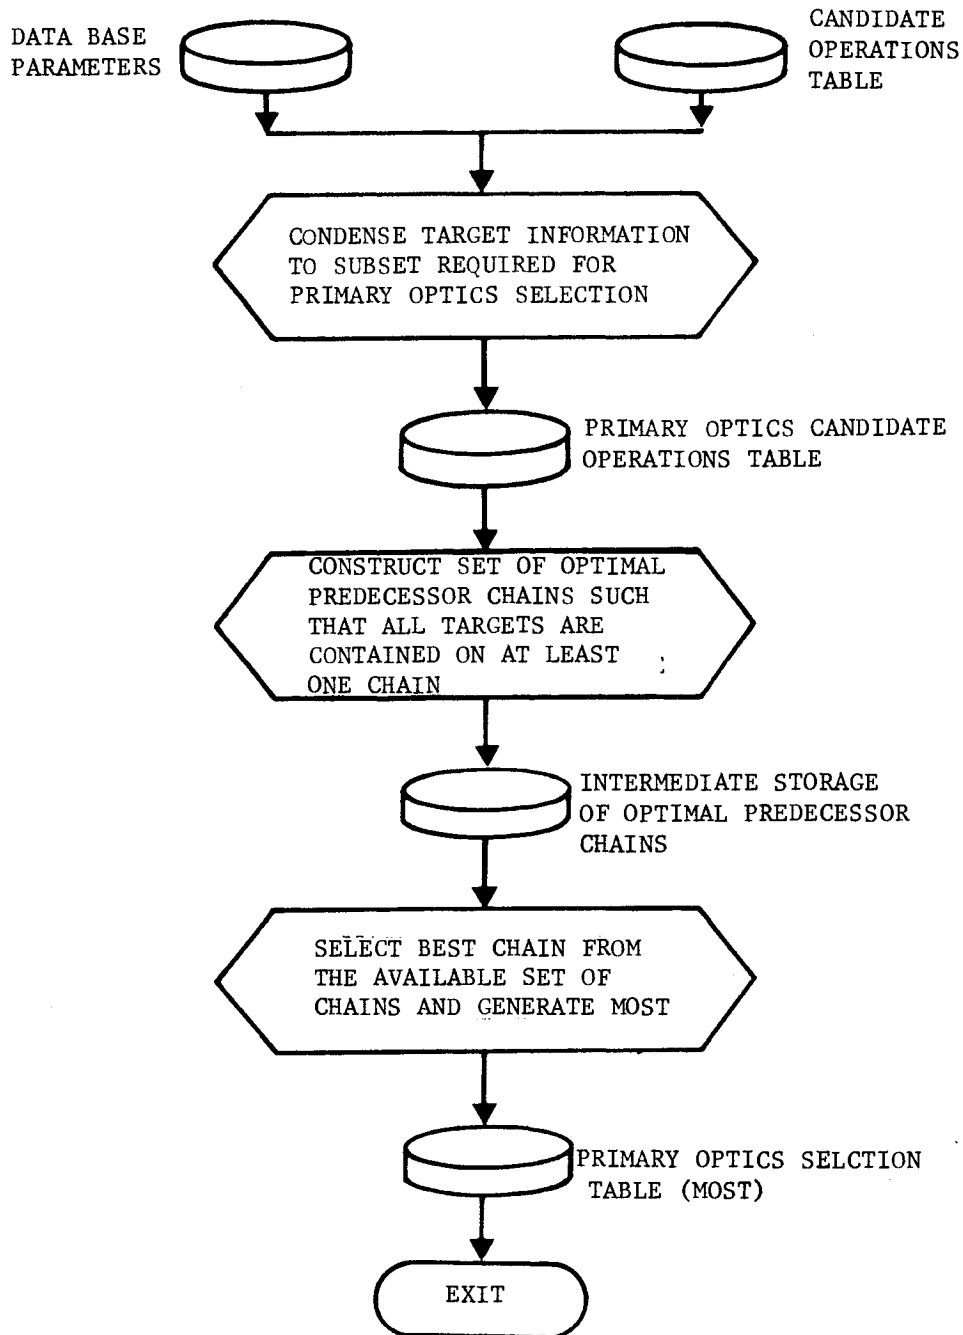 DATA BASE
PARAMETERS
CANDIDATE
OPERATIONS
TABLE
CONDENSE TARGET INFORMATION
TO SUBSET REQUIRED FOR
PRIMARY OPTICS SELECTION
PRIMARY OPTICS CANDIDATE
OPERATIONS TABLE
CONSTRUCT SET OF OPTIMAL
PREDECESSOR CHAINS SUCH
THAT ALL TARGETS ARE
CONTAINED ON AT LEAST
ONE CHAIN
INTERMEDIATE STORAGE
OF OPTIMAL PREDECESSOR
CHAINS
SELECT BEST CHAIN FROM
THE AVAILABLE SET OF
CHAINS AND GENERATE MOST
PRIMARY OPTICS SELCTION
TABLE (MOST)
EXIT